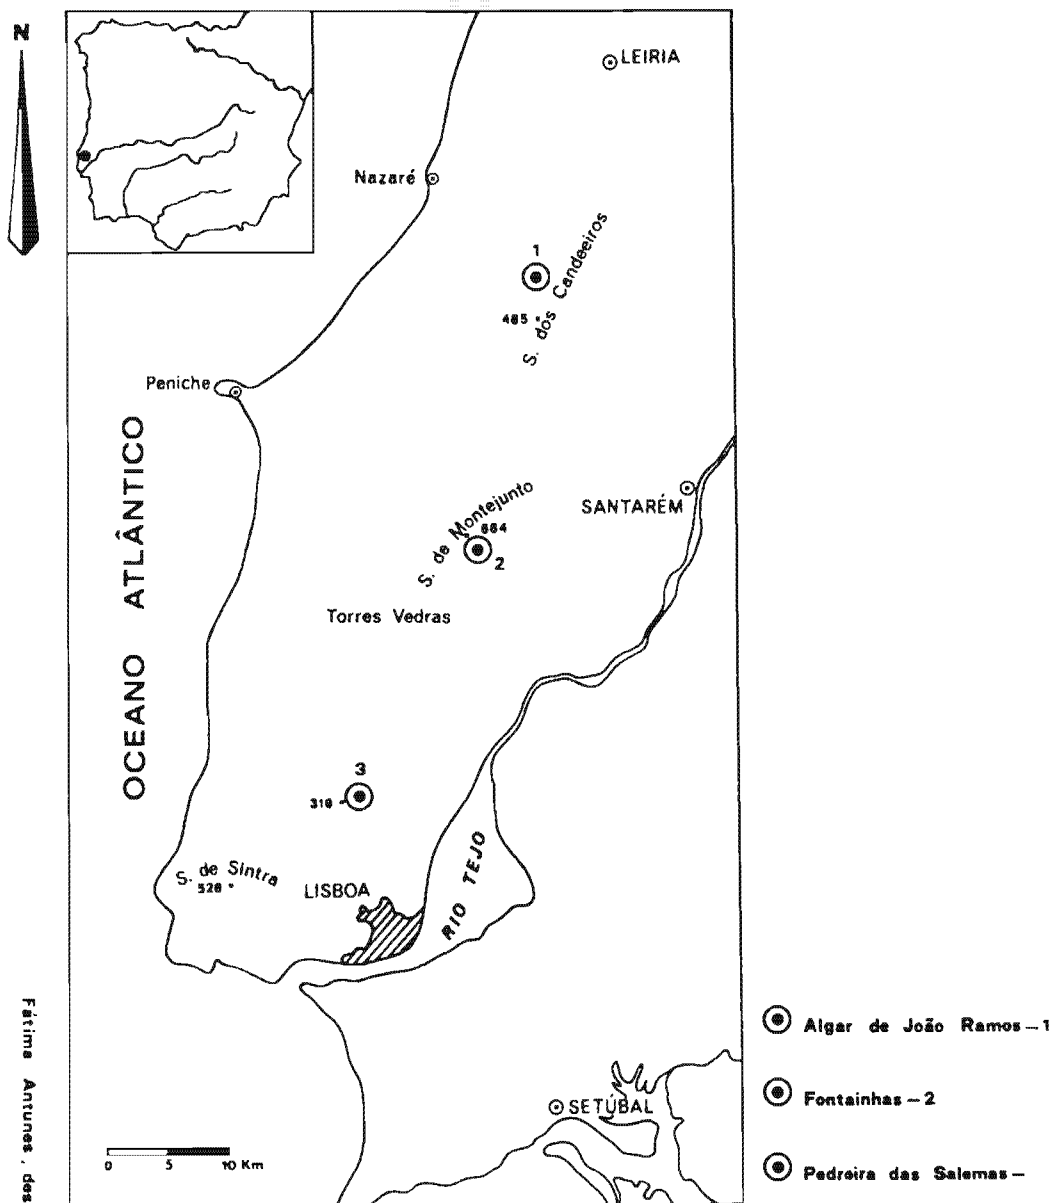 N
LEIRIA
Nazaré
1
S. dos Candeeiros
485
Peniche
OCEANO ATLÂNTICO
SANTARÉM
S. de Montejunto
664
2
Torres Vedras
3
316
S. de Sintra
528
LISBOA
RIO TEJO
Fátima Antunes, des
Algar de João Ramos – 1
Fontainhas – 2
SETÚBAL
Pedreira das Salemas –
0 5 10 Km